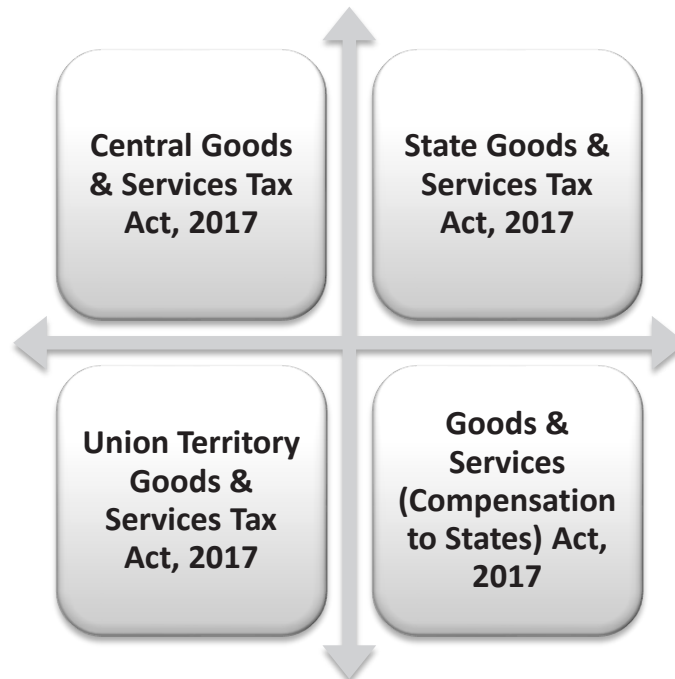 Central Goods
& Services Tax
Act, 2017
State Goods &
Services Tax
Act, 2017
Union Territory
Goods &
Services Tax
Act, 2017
Goods &
Services
(Compensation
to States) Act,
2017